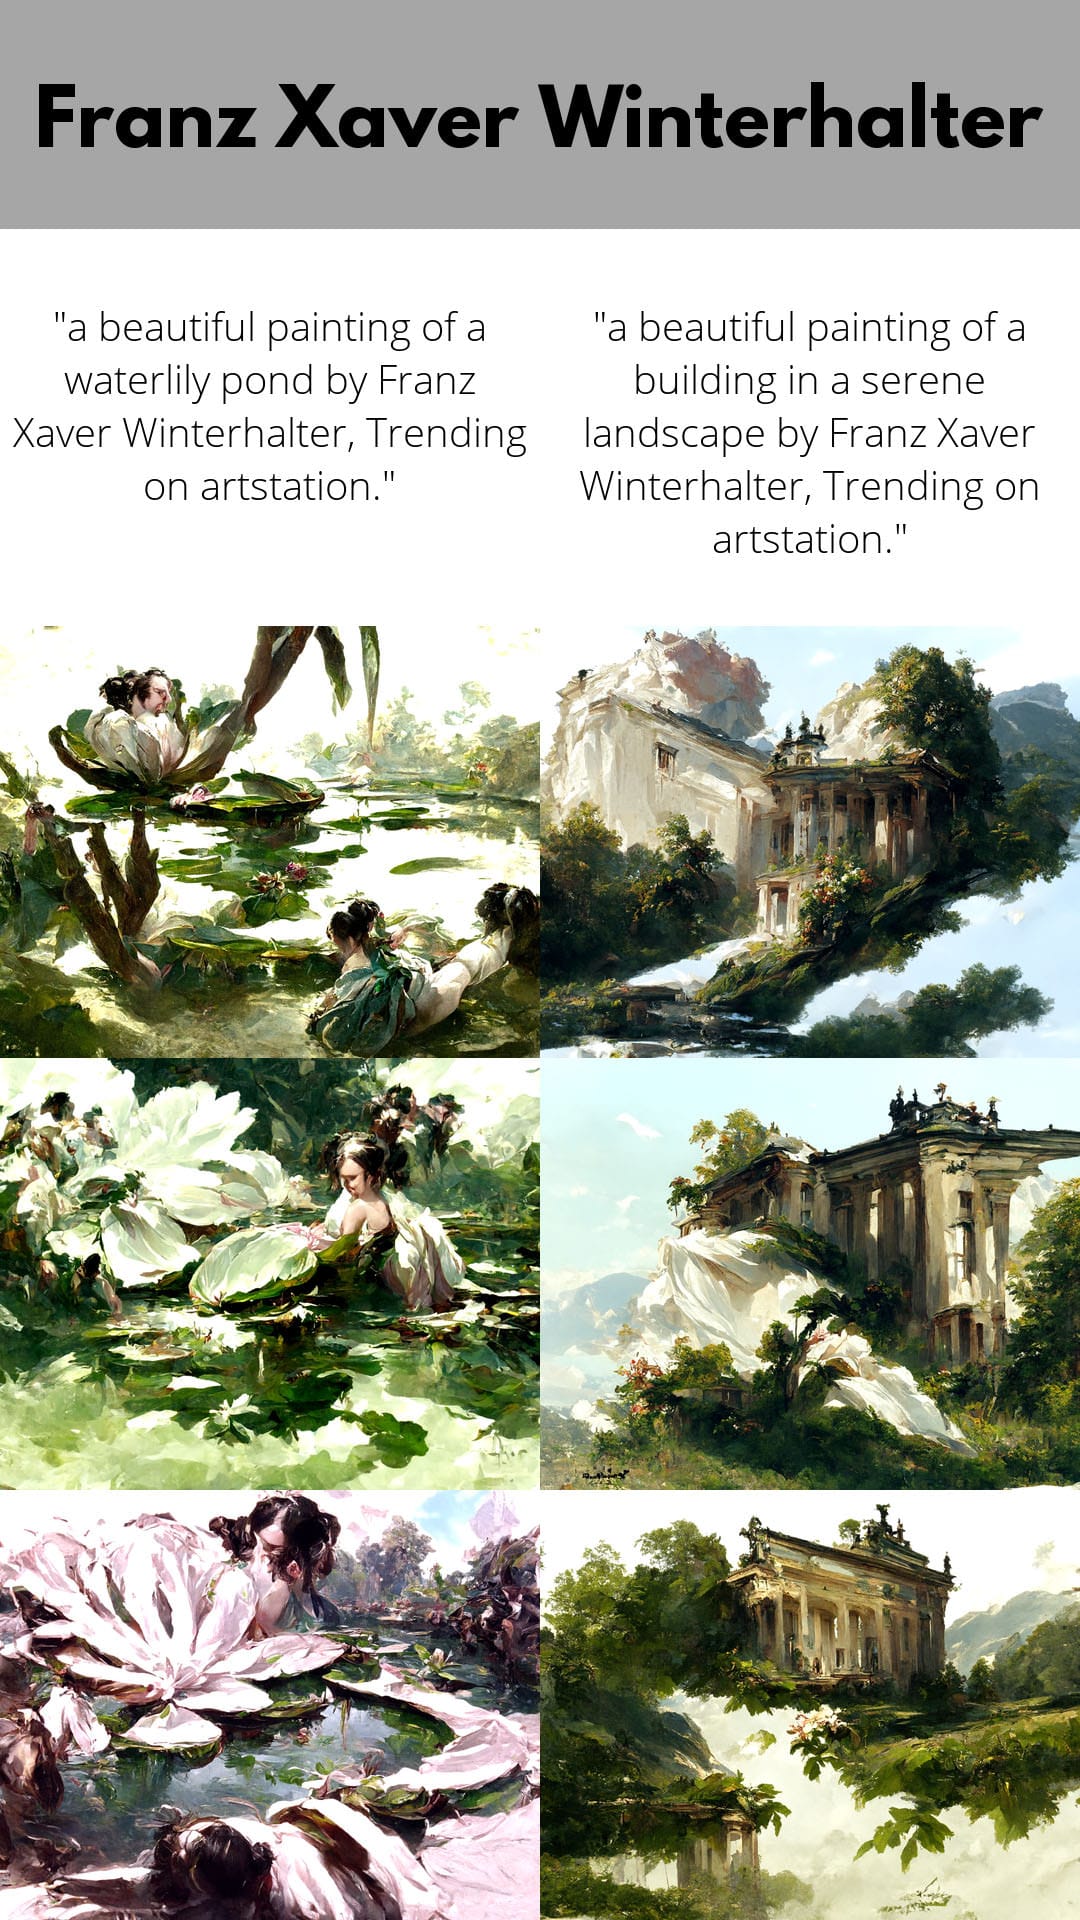 Franz Xaver Winterhalter
"a beautiful painting of a
waterlily pond by Franz
Xaver Winterhalter, Trending
on artstation."
"a beautiful painting of a
building in a serene
landscape by Franz Xaver
Winterhalter, Trending on
artstation."